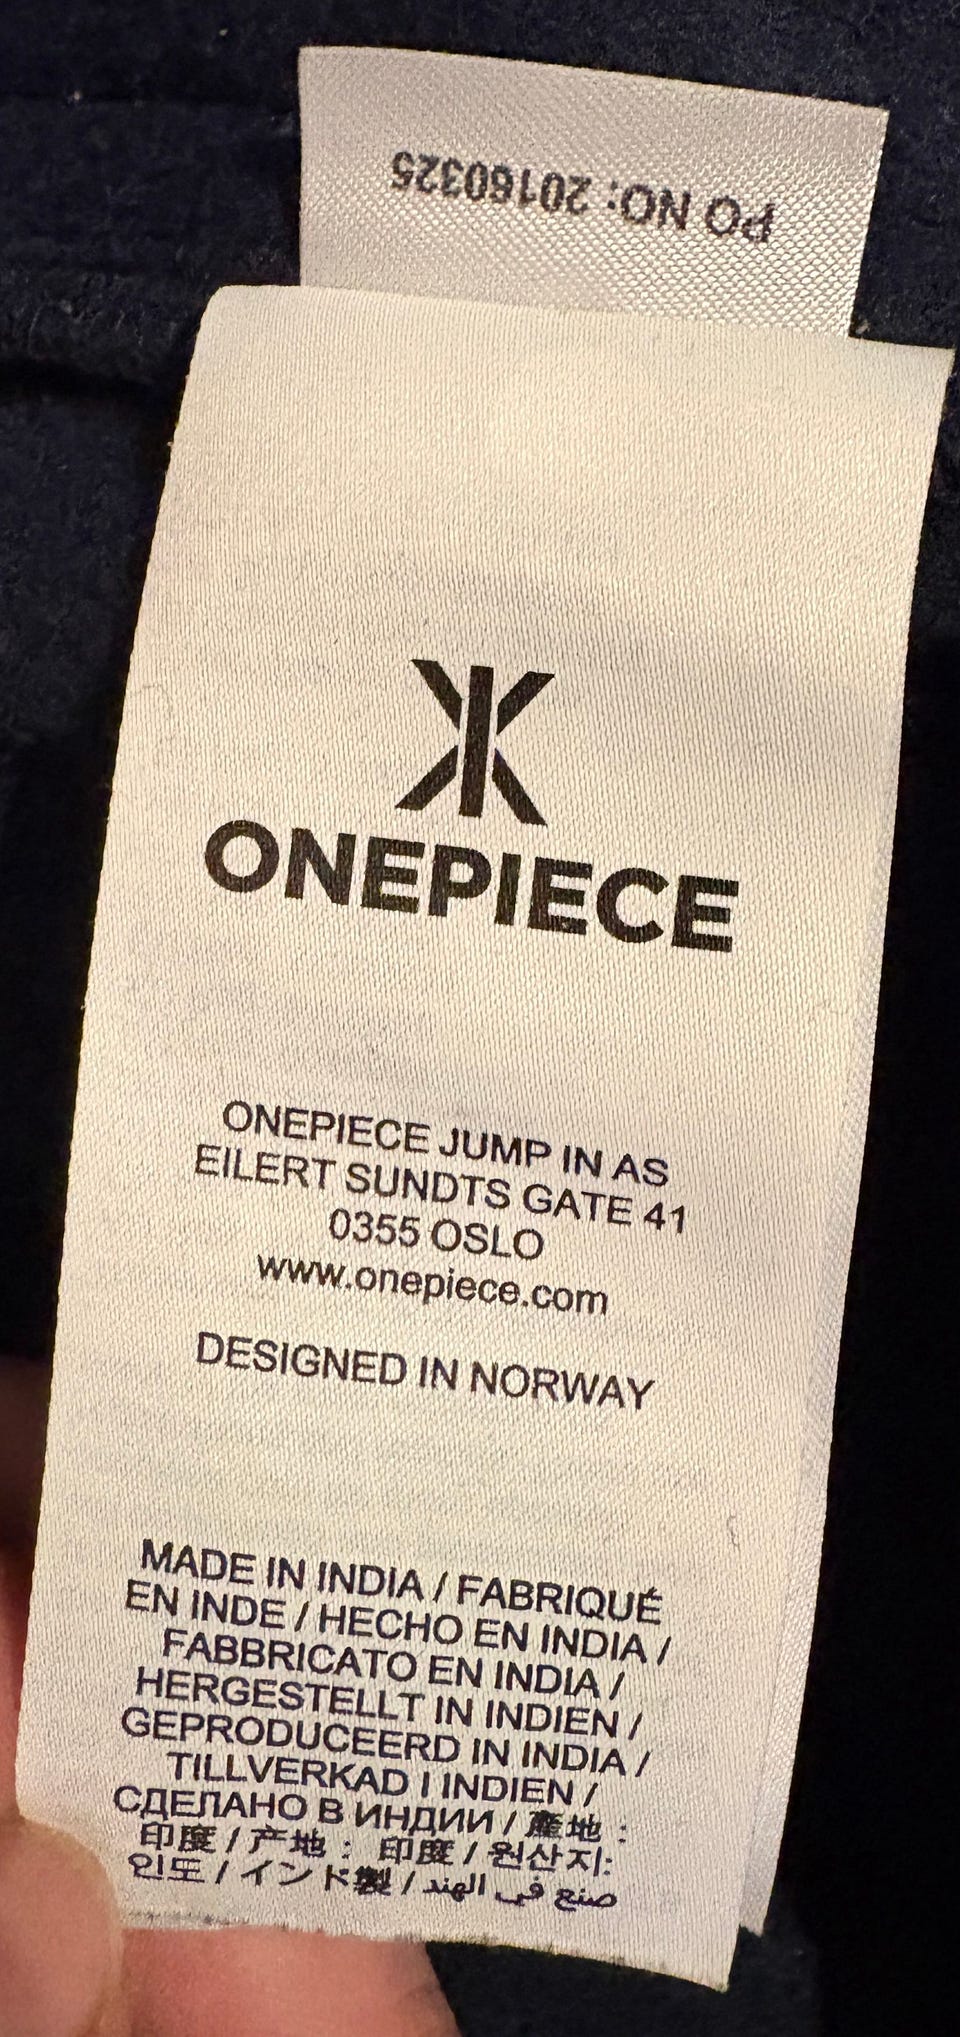 PO NO: 20160325
ONEPIECE
ONEPIECE JUMP IN AS
EILERT SUNDTS GATE 41
0355 OSLO
www.onepiece.com
DESIGNED IN NORWAY
MADE IN INDIA / FABRIQUÉ
EN INDE / HECHO EN INDIA /
FABBRICATO EN INDIA /
HERGESTELLT IN INDIEN /
GEPRODUCEERD IN INDIA /
TILLVERKAD I INDIEN /
СДЕЛАНО В ИНДИИ / 產地 :
印度 / 产地 : 印度 / 원산지:
인도 / インド製 / صنع في الهند